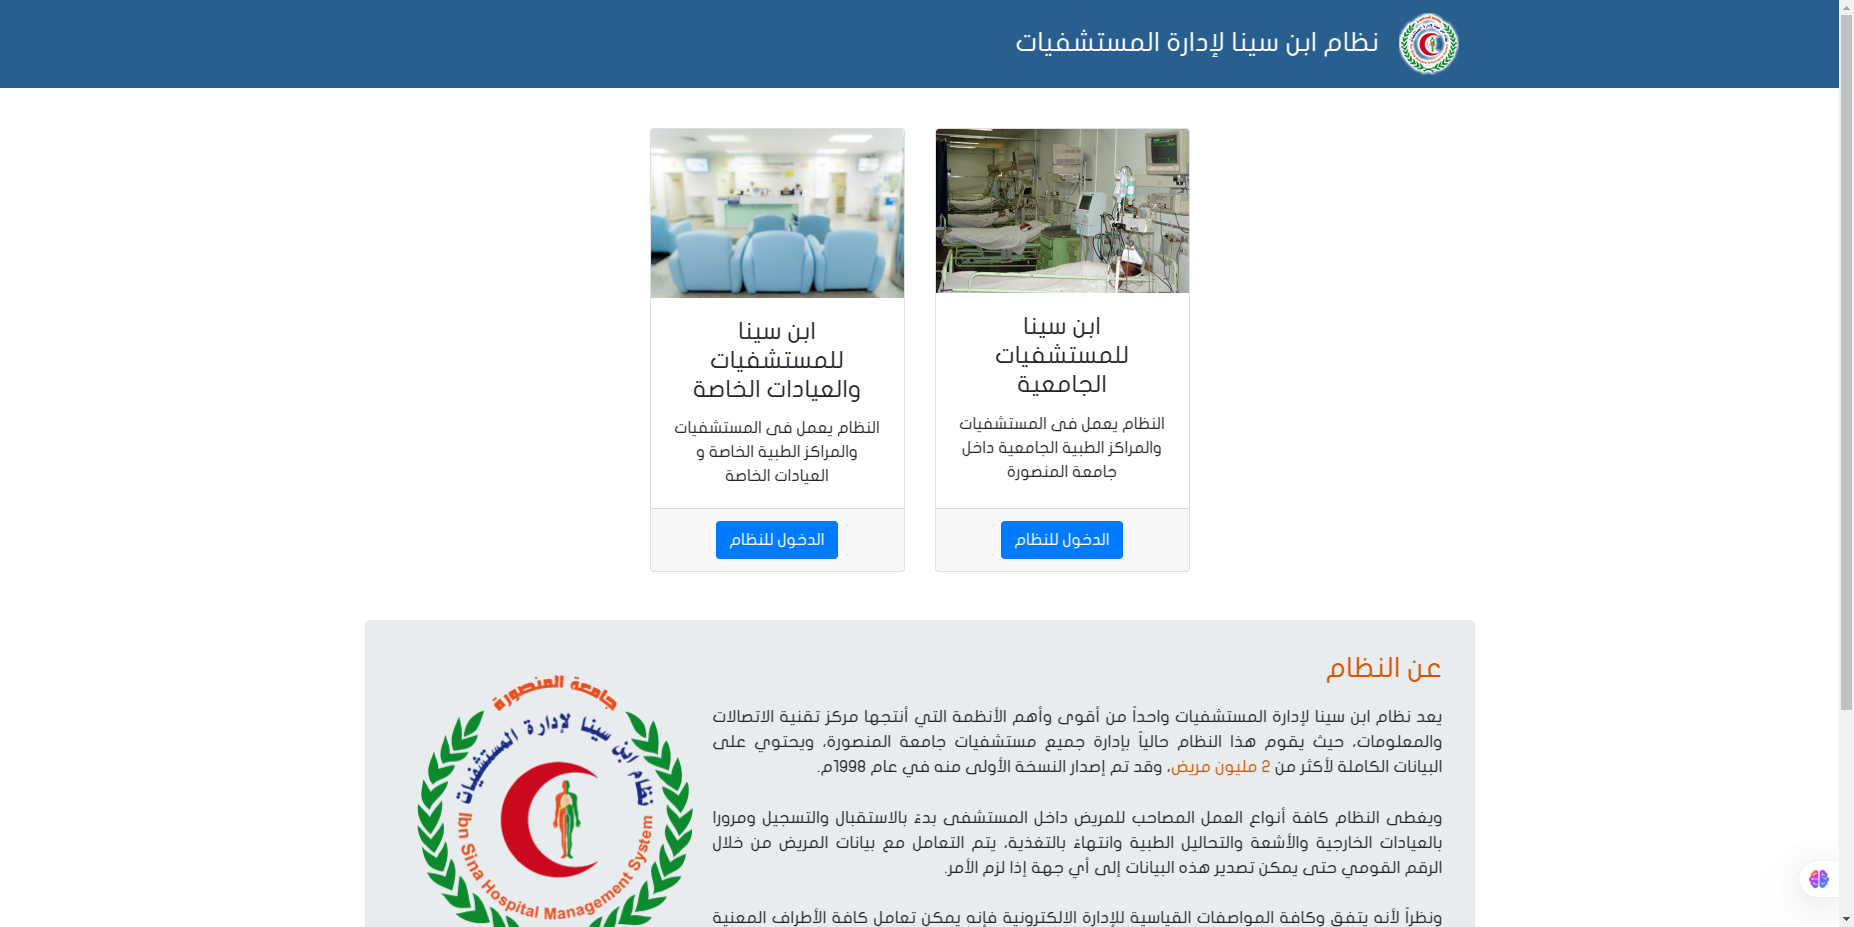 نظام ابن سينا لإدارة المستشفيات
ابن سينا
للمستشفيات
الجامعية
النظام يعمل فى المستشفيات
والمراكز الطبية الجامعية داخل
جامعة المنصورة
الدخول للنظام
ابن سينا
للمستشفيات
والعيادات الخاصة
النظام يعمل فى المستشفيات
والمراكز الطبية الخاصة و
العيادات الخاصة
الدخول للنظام
عن النظام
يعد نظام ابن سينا لإدارة المستشفيات واحداً من أقوى وأهم الأنظمة التي أنتجها مركز تقنية الاتصالات
والمعلومات، حيث يقوم هذا النظام حالياً بإدارة جميع مستشفيات جامعة المنصورة، ويحتوي على
البيانات الكاملة لأكثر من 2 مليون مريض، وقد تم إصدار النسخة الأولى منه في عام 1998م.
ويغطى النظام كافة أنواع العمل المصاحب للمريض داخل المستشفى بدءً بالاستقبال والتسجيل ومرورا
بالعيادات الخارجية والأشعة والتحاليل الطبية وانتهاءً بالتغذية، يتم التعامل مع بيانات المريض من خلال
الرقم القومي حتى يمكن تصدير هذه البيانات إلى أي جهة إذا لزم الأمر.
ونظراً لأنه يتفق وكافة المواصفات القياسية للإدارة الالكترونية فإنه يمكن تعامل كافة الأطراف المعنية
جامعة المنصورة
نظام ابن سينا لإدارة المستشفيات
Ibn Sina Hospital Management System